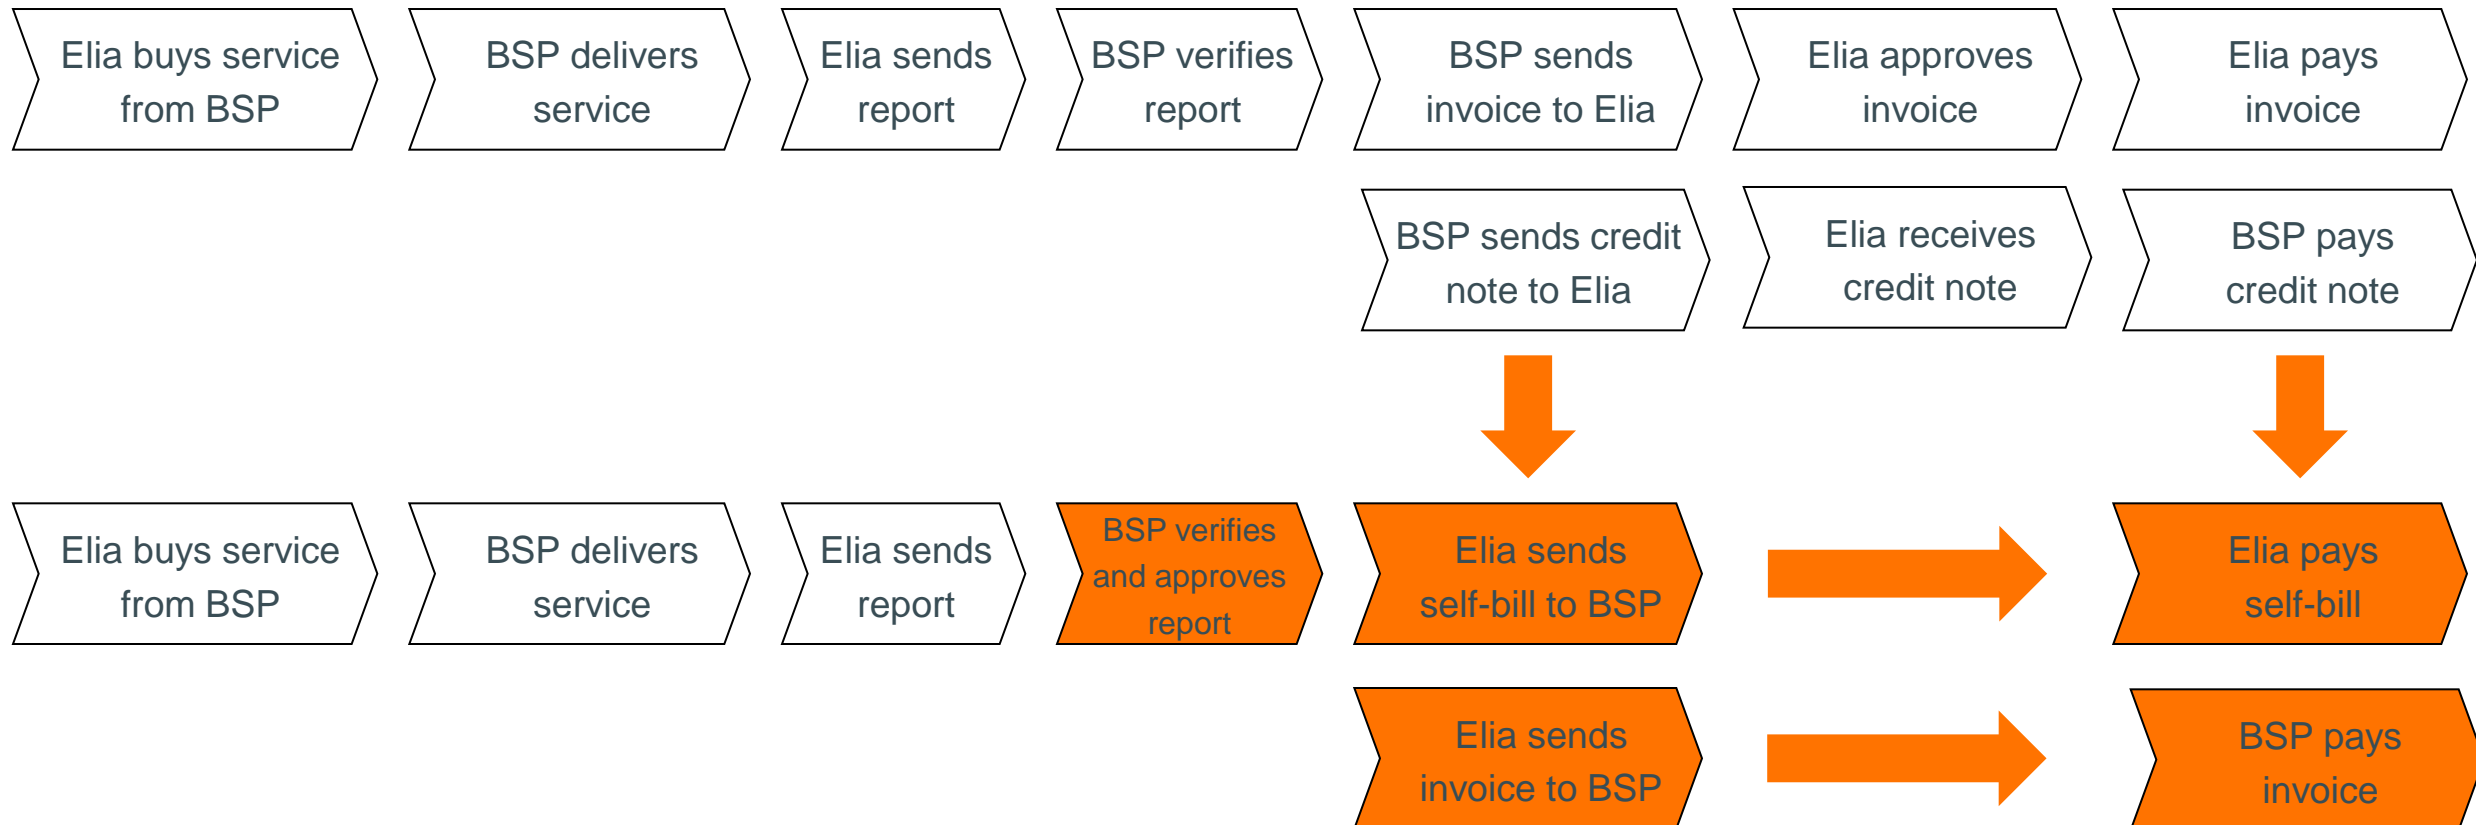 Elia buys service
from BSP
BSP delivers
service
Elia sends
report
BSP verifies
report
BSP sends
invoice to Elia
Elia approves
invoice
Elia pays
invoice
BSP sends credit
note to Elia
Elia receives
credit note
BSP pays
credit note
Elia buys service
from BSP
BSP delivers
service
Elia sends
report
BSP verifies
and approves
report
Elia sends
self-bill to BSP
Elia pays
self-bill
Elia sends
invoice to BSP
BSP pays
invoice